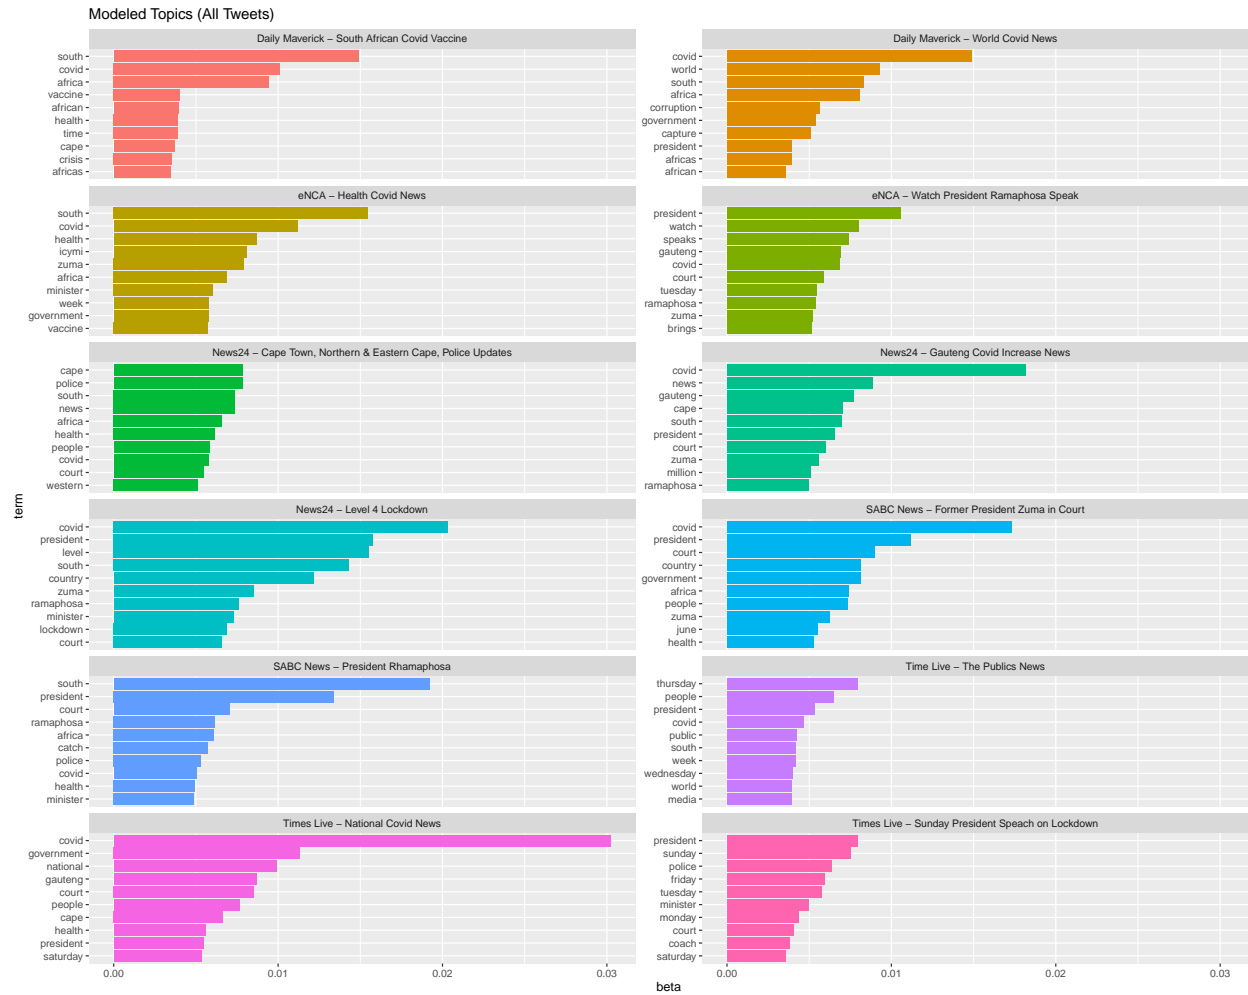 Modeled Topics (All Tweets)
Daily Maverick – South African Covid Vaccine
south
covid
africa
vaccine
african
health
time
cape
crisis
africas
Daily Maverick – World Covid News
covid
world
south
africa
corruption
government
capture
president
africas
african
eNCA – Health Covid News
south
covid
health
icymi
zuma
africa
minister
week
government
vaccine
eNCA – Watch President Ramaphosa Speak
president
watch
speaks
gauteng
covid
court
tuesday
ramaphosa
zuma
brings
News24 – Cape Town, Northern & Eastern Cape, Police Updates
cape
police
south
news
africa
health
people
covid
court
western
News24 – Gauteng Covid Increase News
covid
news
gauteng
cape
south
president
court
zuma
million
ramaphosa
News24 – Level 4 Lockdown
covid
president
level
south
country
zuma
ramaphosa
minister
lockdown
court
SABC News – Former President Zuma in Court
covid
president
court
country
government
africa
people
zuma
june
health
SABC News – President Rhamaphosa
south
president
court
ramaphosa
africa
catch
police
covid
health
minister
Time Live – The Publics News
thursday
people
president
covid
public
south
week
wednesday
world
media
Times Live – National Covid News
covid
government
national
gauteng
court
people
cape
health
president
saturday
Times Live – Sunday President Speach on Lockdown
president
sunday
police
friday
tuesday
minister
monday
court
coach
saturday
0.00 0.01 0.02 0.03
0.00 0.01 0.02 0.03
beta
term